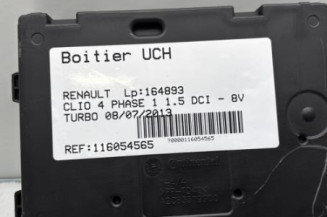 Boitier UCH
RENAULT Lp:164893
CLIO 4 PHASE 1 1.5 DCI - 8V
TURBO 08/07/2013
70000116054565
REF:116054565